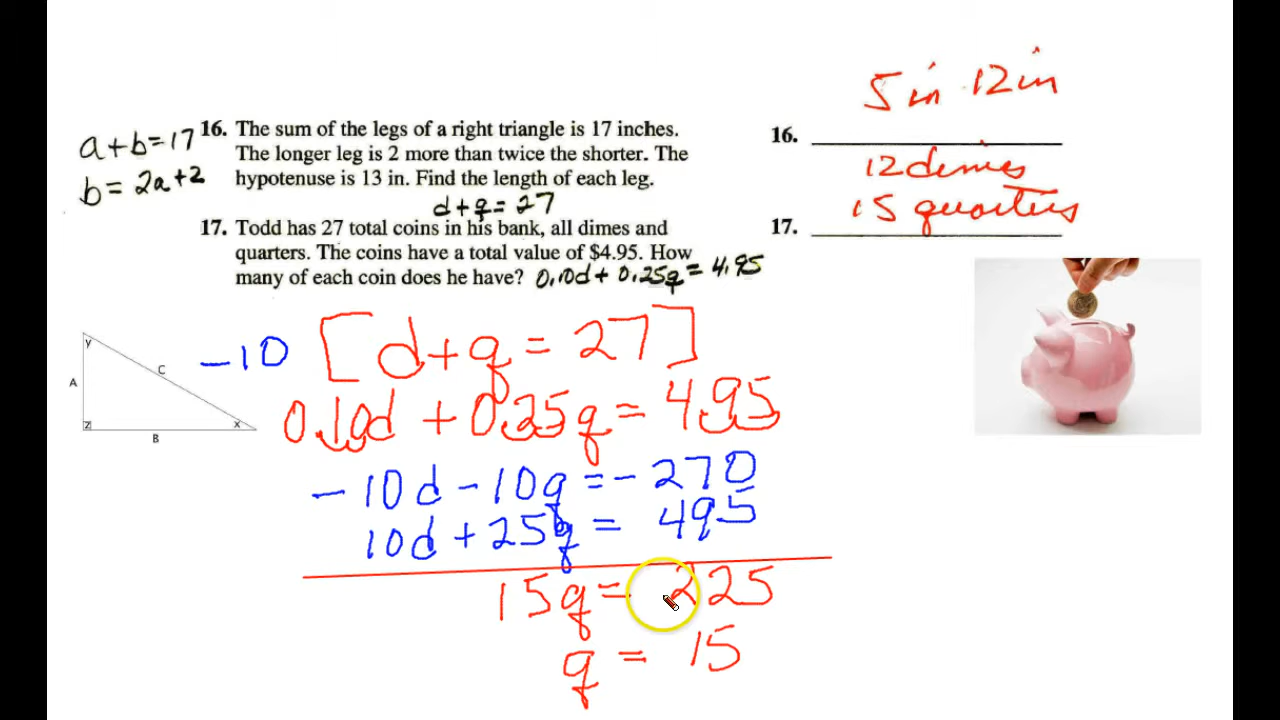 5 in 12 in
a+b=17
16. The sum of the legs of a right triangle is 17 inches.
The longer leg is 2 more than twice the shorter. The
hypotenuse is 13 in. Find the length of each leg.
b = 2a+2
16.
12 dimes
d+q = 27
15 quarters
17. Todd has 27 total coins in his bank, all dimes and
quarters. The coins have a total value of $4.95. How
many of each coin does he have? 0.10d + 0.25q = 4.95
17.
-10 [d+q = 27]
0.10d + 0.25q = 4.95
-10d - 10q = -270
10d + 25q = 495
15q = 225
q = 15
y
C
A
z
x
B